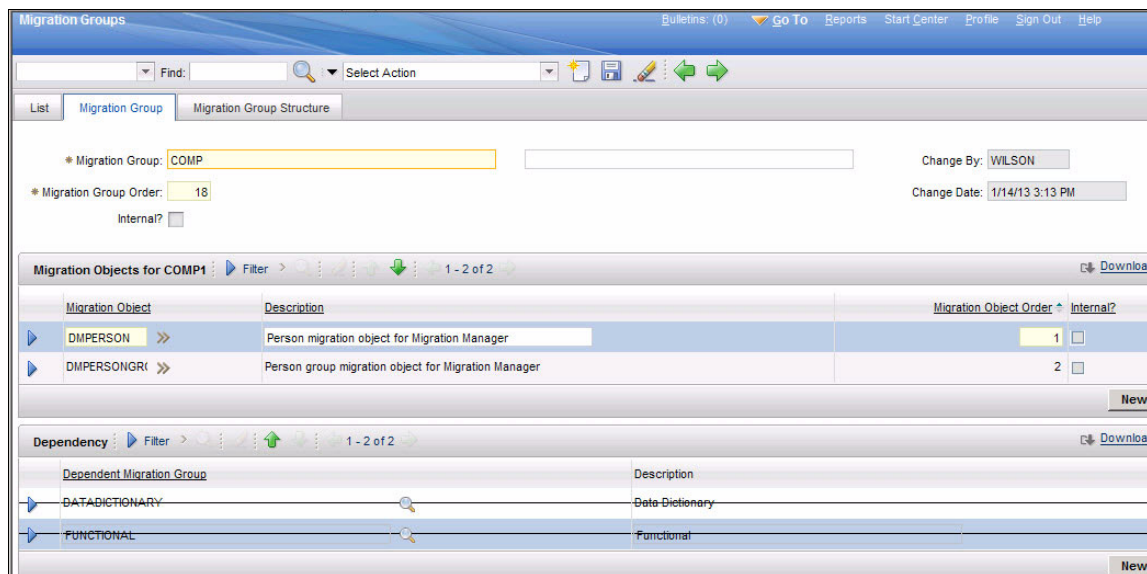 Migration Groups Bulletins: (0) Go To Reports Start Center Profile Sign Out Help
Find: Select Action
List Migration Group Migration Group Structure
* Migration Group: COMP Change By: WILSON
* Migration Group Order: 18 Change Date: 1/14/13 3:13 PM
Internal?
Migration Objects for COMP1 Filter > 1 - 2 of 2 Downloa
Migration Object Description Migration Object Order Internal?
DMPERSON Person migration object for Migration Manager 1
DMPERSONGR( Person group migration object for Migration Manager 2
New
Dependency Filter > 1 - 2 of 2 Downloa
Dependent Migration Group Description
DATADICTIONARY Data Dictionary
FUNCTIONAL Functional
New